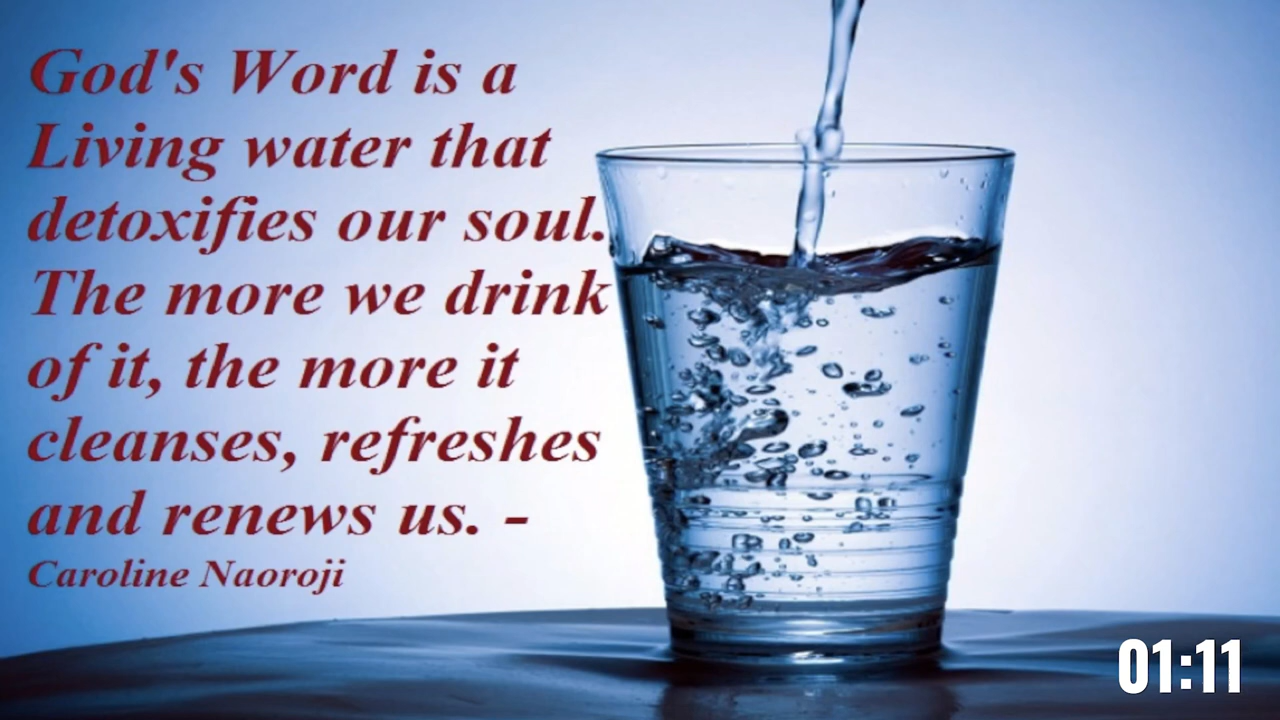 God's Word is a
Living water that
detoxifies our soul.
The more we drink
of it, the more it
cleanses, refreshes
and renews us. -
Caroline Naoroji
01:11